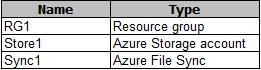 Name Type
RG1 Resource group
Store1 Azure Storage account
Sync1 Azure File Sync